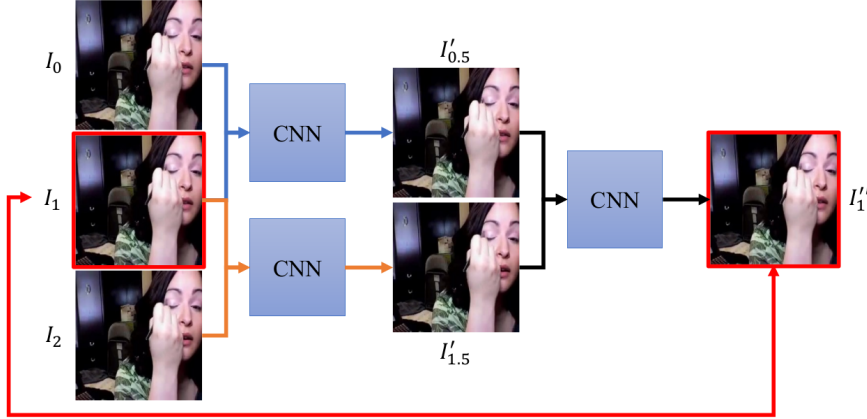 I₀
I₁
I₂
CNN
CNN
I′₀.₅
I′₁.₅
CNN
I″₁